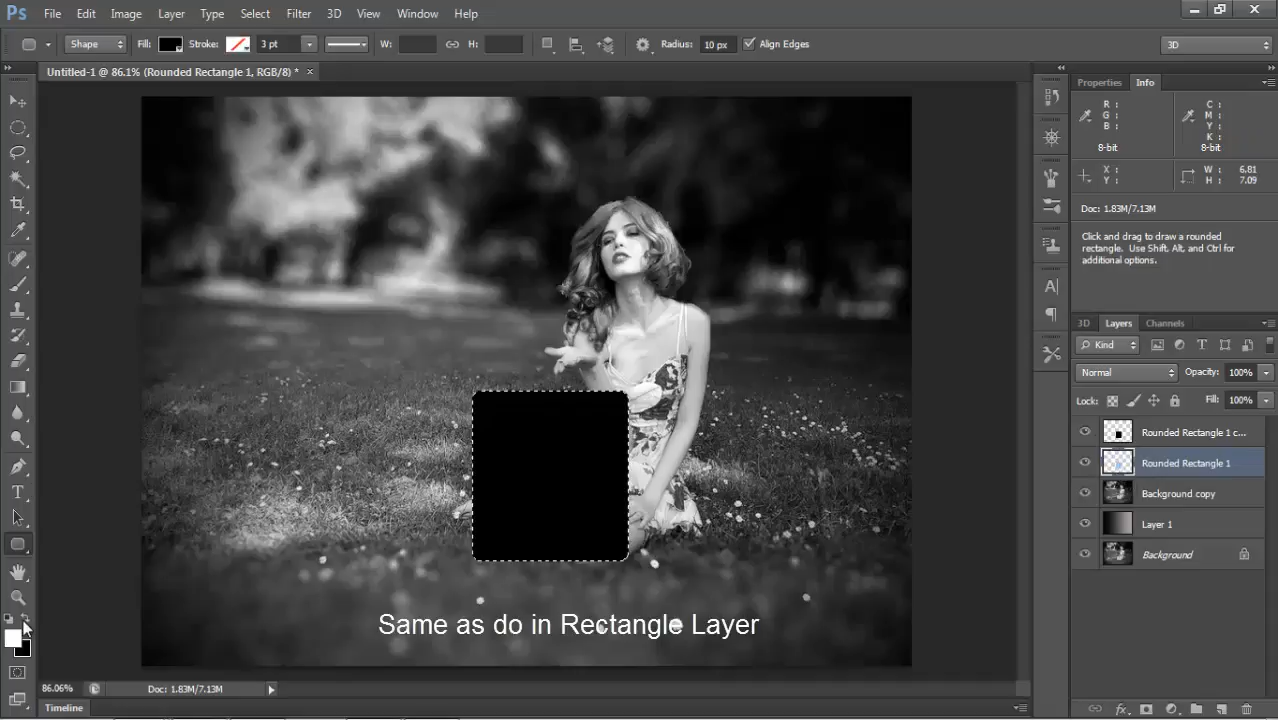 Ps File Edit Image Layer Type Select Filter 3D View Window Help
Shape Fill: Stroke: 3 pt W: H: Radius: 10 px Align Edges 3D
Untitled-1 @ 86.1% (Rounded Rectangle 1, RGB/8) * ×
Properties Info
R : C :
G : M :
B : Y :
K :
8-bit 8-bit
X : W : 6.81
Y : H : 7.09
Doc: 1.83M/7.13M
Click and drag to draw a rounded
rectangle. Use Shift, Alt, and Ctrl for
additional options.
3D Layers Channels
Kind
Normal Opacity: 100%
Lock: Fill: 100%
Rounded Rectangle 1 c...
Rounded Rectangle 1
Background copy
Layer 1
Background
Same as do in Rectangle Layer
86.06% Doc: 1.83M/7.13M
Timeline